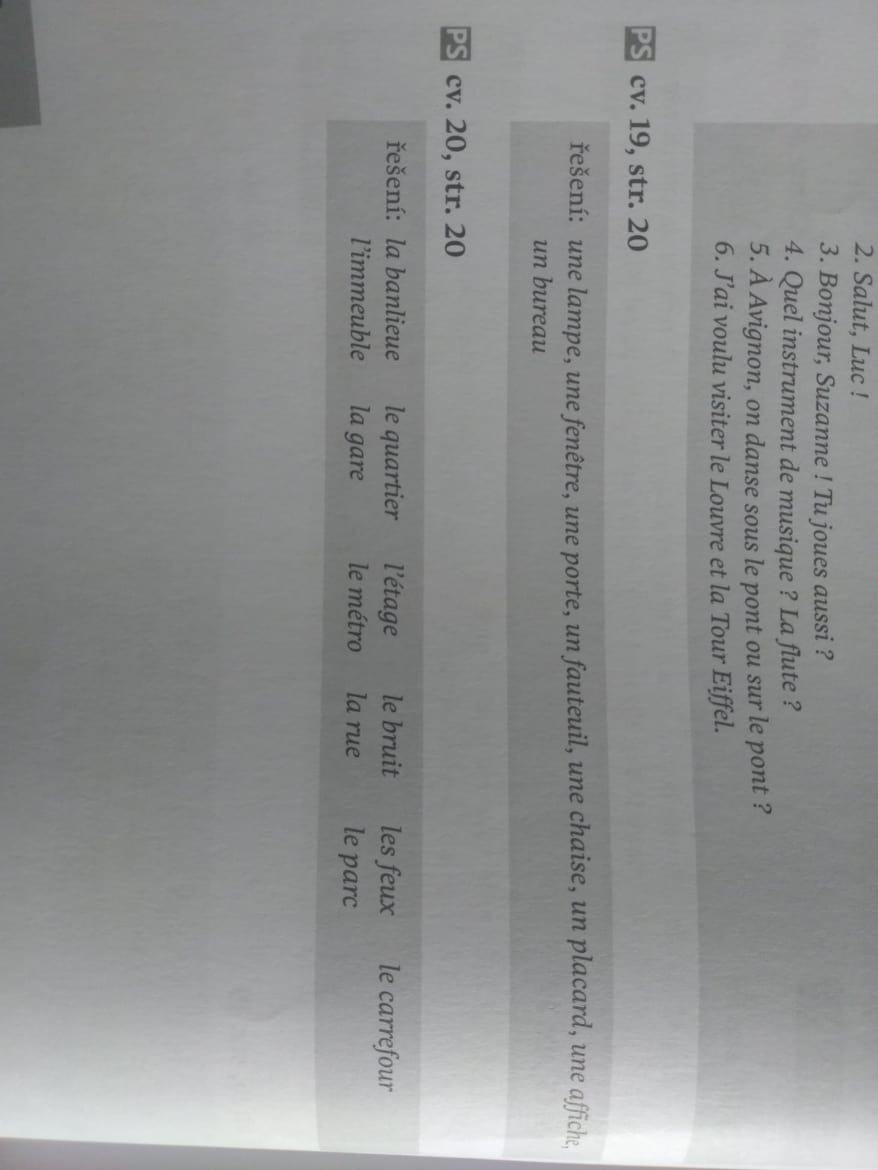 2. Salut, Luc !
3. Bonjour, Suzanne ! Tu joues aussi ?
4. Quel instrument de musique ? La flute ?
5. À Avignon, on danse sous le pont ou sur le pont ?
6. J'ai voulu visiter le Louvre et la Tour Eiffel.
PS cv. 19, str. 20
řešení: une lampe, une fenêtre, une porte, un fauteuil, une chaise, un placard, une affiche,
un bureau
PS cv. 20, str. 20
řešení: la banlieue le quartier l'étage le bruit les feux le carrefour
l'immeuble la gare le métro la rue le parc